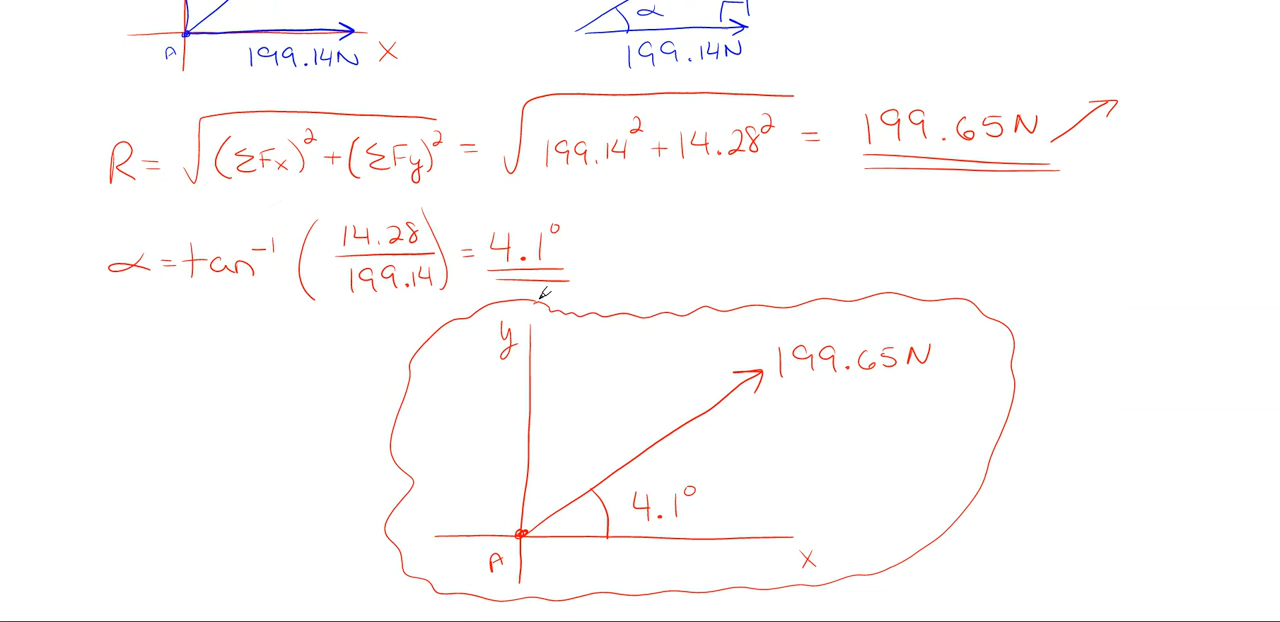 α
A 199.14N X 199.14N
R = √(ΣFx)² + (ΣFy)² = √199.14² + 14.28² = 199.65N
α = tan⁻¹ (14.28/199.14) = 4.1°
y
199.65N
4.1°
A
X